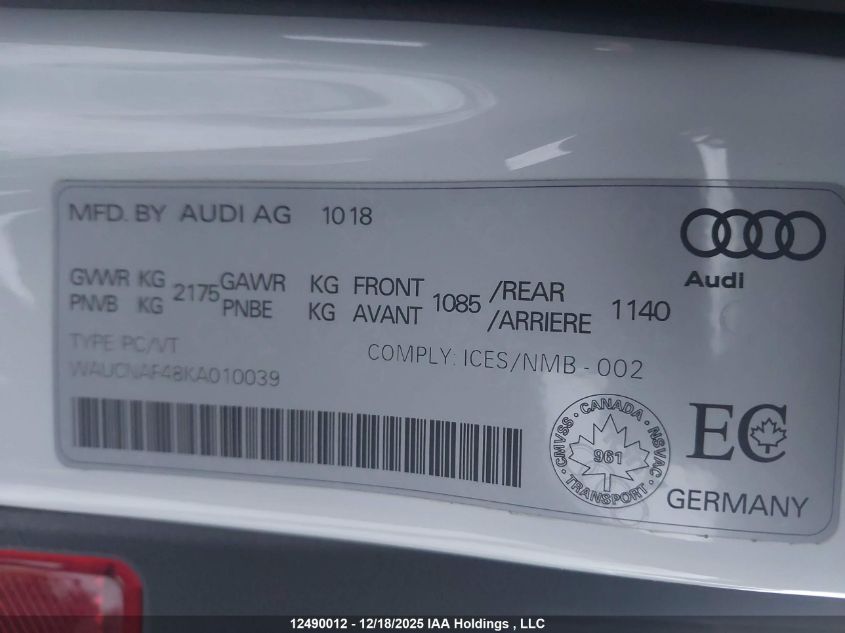 MFD. BY AUDI AG 1018
Audi
GVWR KG 2175 GAWR KG FRONT 1085 /REAR 1140
PNVB KG PNBE KG AVANT /ARRIERE
TYPE PC/VT
COMPLY: ICES/NMB - 002
WAUCNAF48KA010039
CANADA
CMVSS · NSVAC
961
TRANSPORT
EC
GERMANY
12490012 - 12/18/2025 IAA Holdings , LLC